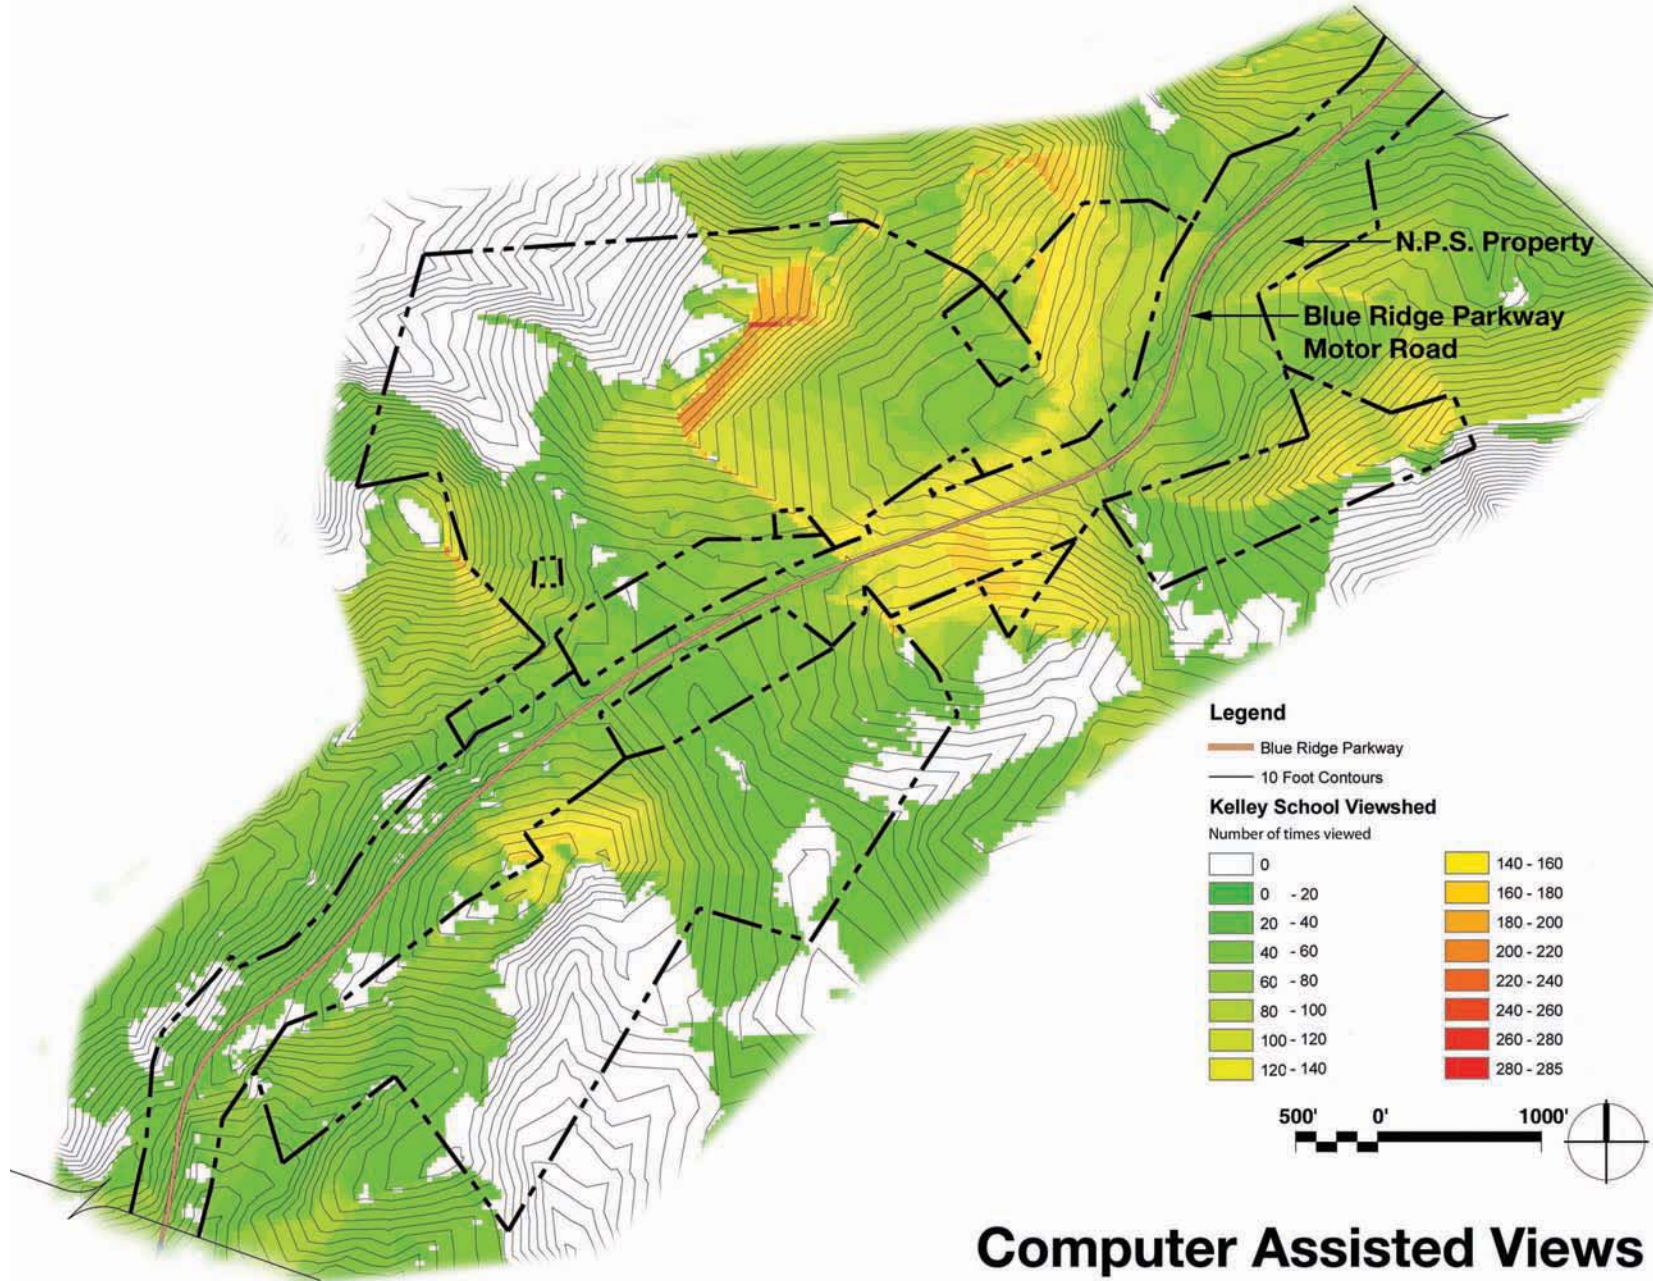 N.P.S. Property
Blue Ridge Parkway
Motor Road
Legend
Blue Ridge Parkway
10 Foot Contours
Kelley School Viewshed
Number of times viewed
0
0 - 20
20 - 40
40 - 60
60 - 80
80 - 100
100 - 120
120 - 140
140 - 160
160 - 180
180 - 200
200 - 220
220 - 240
240 - 260
260 - 280
280 - 285
500' 0' 1000'
Computer Assisted Views